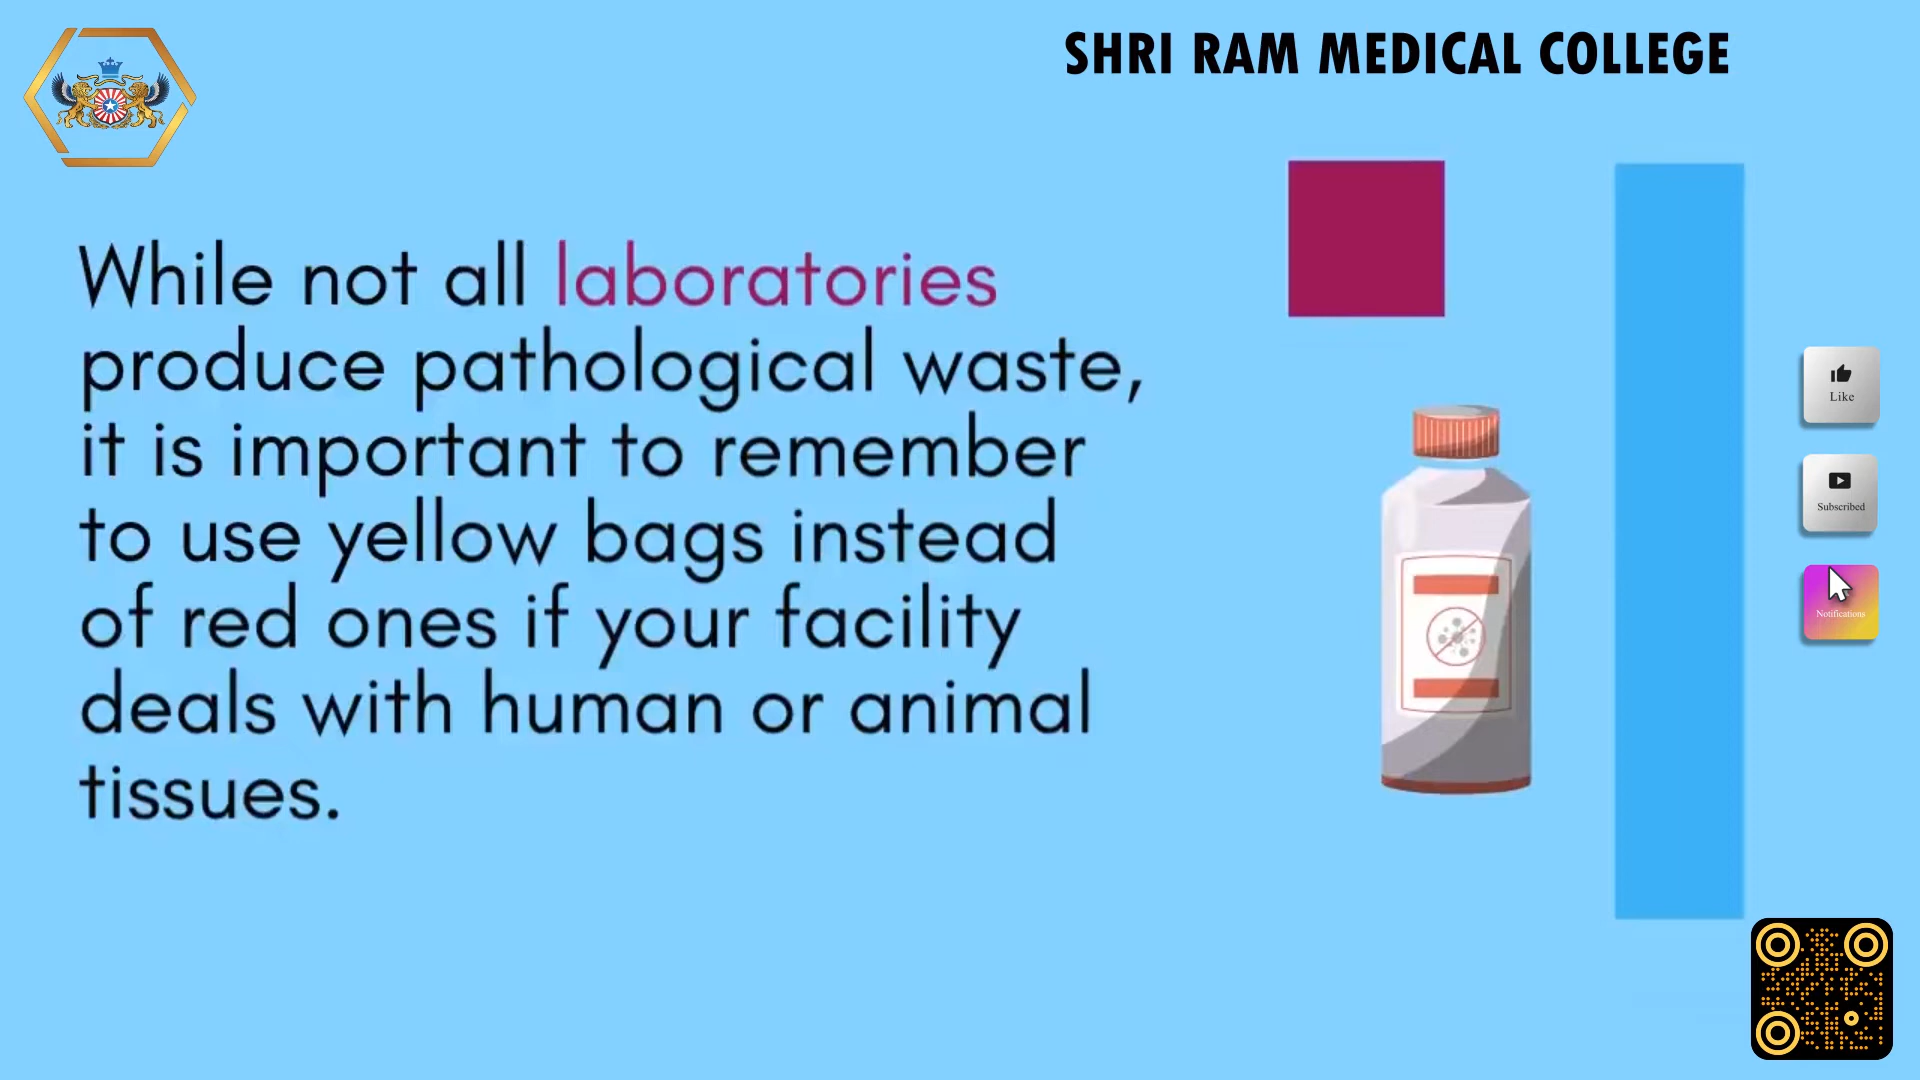 SHRI RAM MEDICAL COLLEGE
While not all laboratories
produce pathological waste,
it is important to remember
to use yellow bags instead
of red ones if your facility
deals with human or animal
tissues.
Like
Subscribed
Notifications